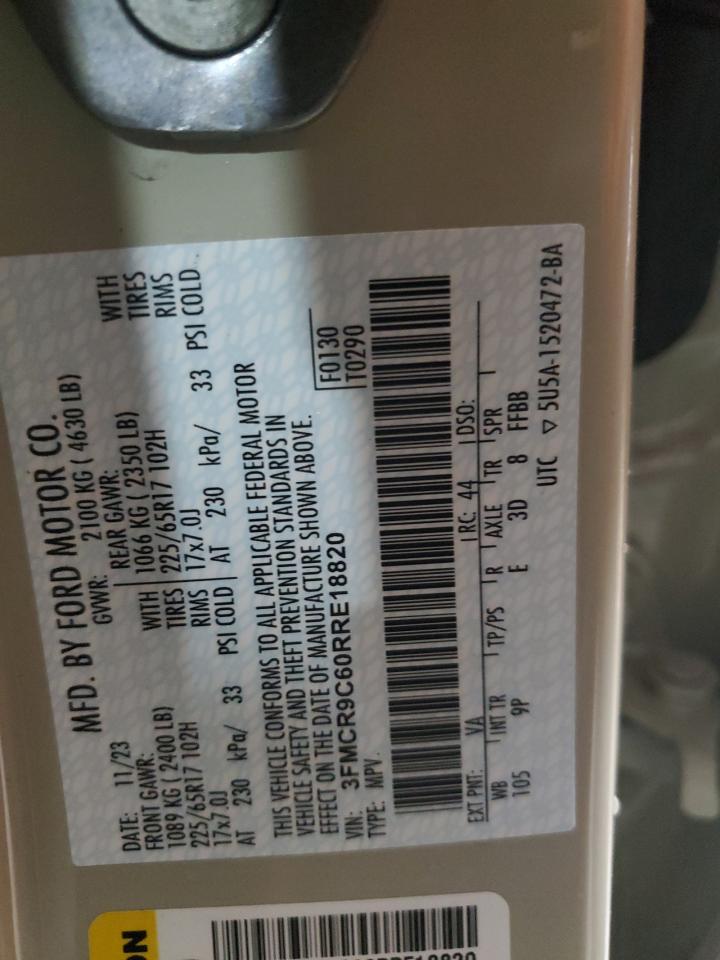 MFD. BY FORD MOTOR CO.
DATE: 11/23 GVWR: 2100 KG ( 4630 LB)
FRONT GAWR: REAR GAWR: WITH
1089 KG ( 2400 LB) WITH 1066 KG ( 2350 LB) TIRES
225/65R17 102H TIRES 225/65R17 102H RIMS
17x7.0J RIMS 17x7.0J
AT 230 kPa/ 33 PSI COLD AT 230 kPa/ 33 PSI COLD
THIS VEHICLE CONFORMS TO ALL APPLICABLE FEDERAL MOTOR
VEHICLE SAFETY AND THEFT PREVENTION STANDARDS IN
EFFECT ON THE DATE OF MANUFACTURE SHOWN ABOVE.
VIN: 3FMCR9C60RRE18820 F0130
TYPE: MPV T0290
EXT PNT: VA RC: 44 DSO:
WB INT TR TP/PS R AXLE TR SPR
105 9P E 3D 8 FFBB
UTC ▽ 5U5A-1520472-BA
ON